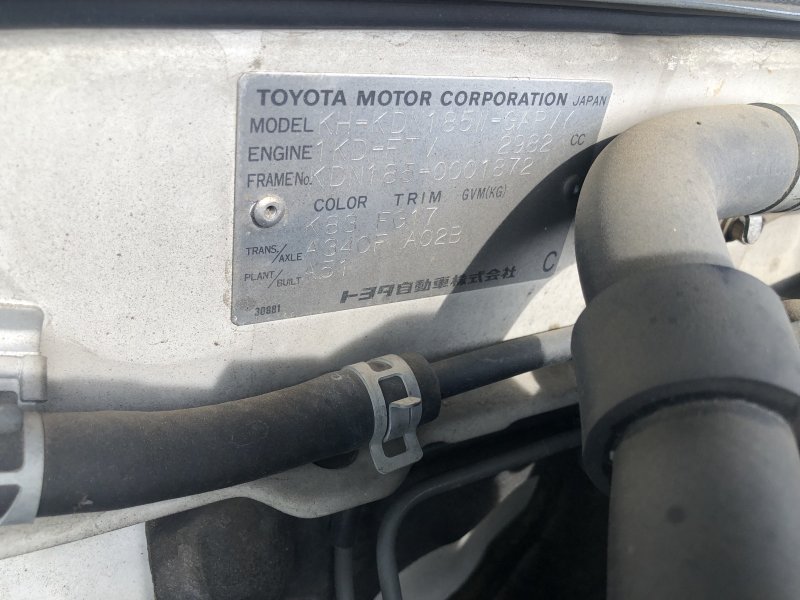 TOYOTA MOTOR CORPORATION JAPAN
MODEL KH-KDN185W-
ENGINE 1KD-FTV 2982 CC
FRAME No. KDN185-0001872
COLOR TRIM GVM(KG)
FG17
TRANS./AXLE A340F A02B
PLANT/BUILT A51
トヨタ自動車株式会社 C
30881